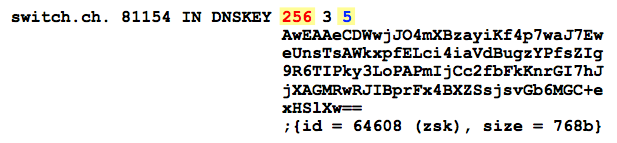 switch.ch. 81154 IN DNSKEY 256 3 5
AwEAAeCDWwjJO4mXBzayiKf4p7waJ7Ew
eUnsTsAWkxpfELci4iaVdBugzYPfsZIg
9R6TIPky3LoPAPmIjCc2fbFkKnrGI7hJ
jXAGMRwRJIBprFx4BXZSsjsvGb6MGC+e
xHSlXw==
;{id = 64608 (zsk), size = 768b}